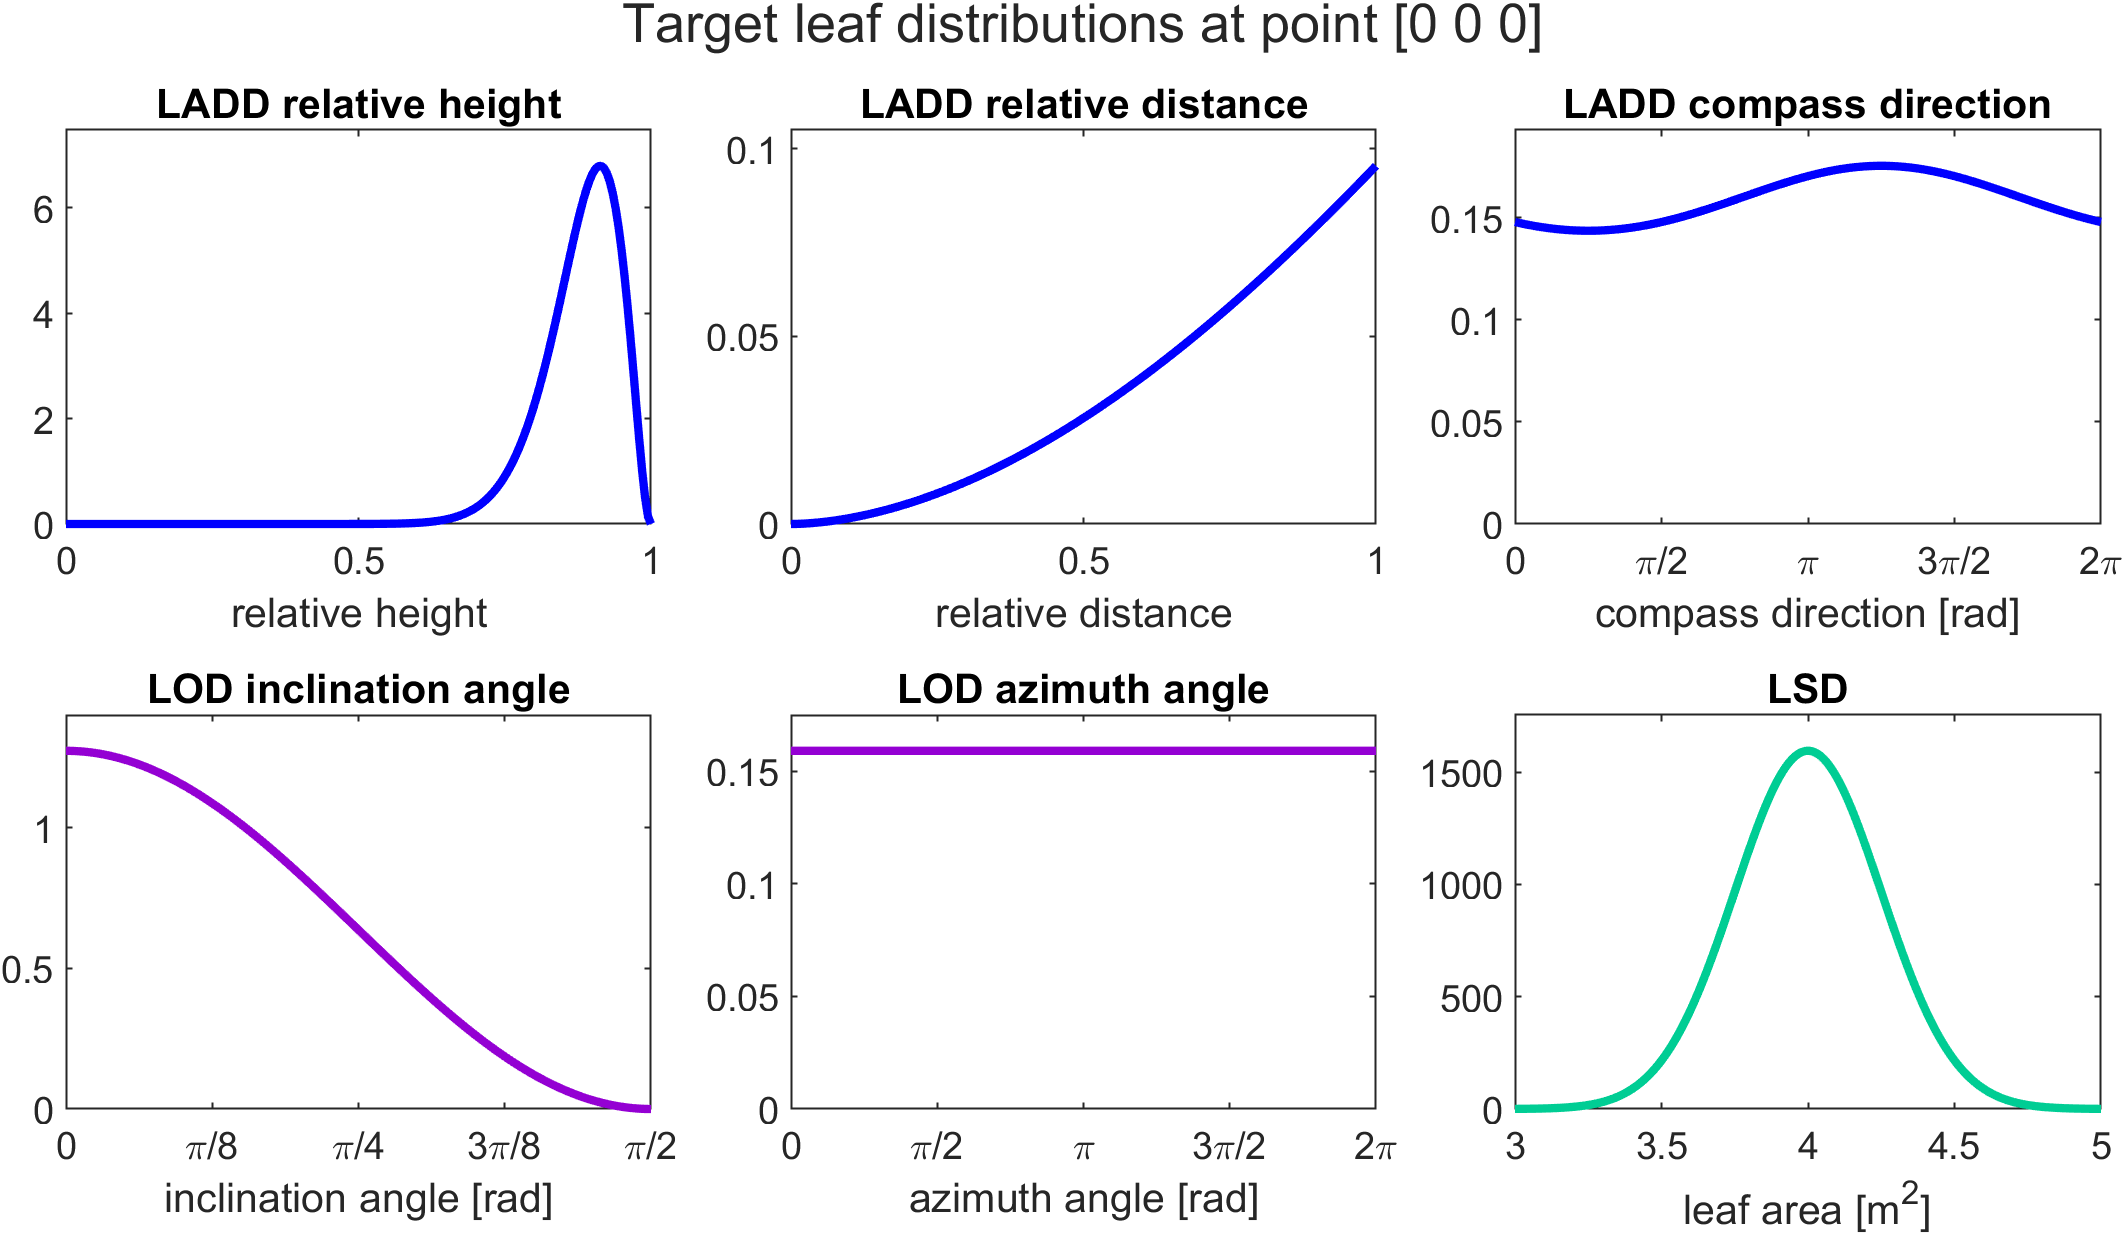 Target leaf distributions at point [0 0 0]
LADD relative height
6
4
2
0
0 0.5 1
relative height
LADD relative distance
0.1
0.05
0
0 0.5 1
relative distance
LADD compass direction
0.15
0.1
0.05
0
0 π/2 π 3π/2 2π
compass direction [rad]
LOD inclination angle
1
0.5
0
0 π/8 π/4 3π/8 π/2
inclination angle [rad]
LOD azimuth angle
0.15
0.1
0.05
0
0 π/2 π 3π/2 2π
azimuth angle [rad]
LSD
1500
1000
500
0
3 3.5 4 4.5 5
leaf area [m²]